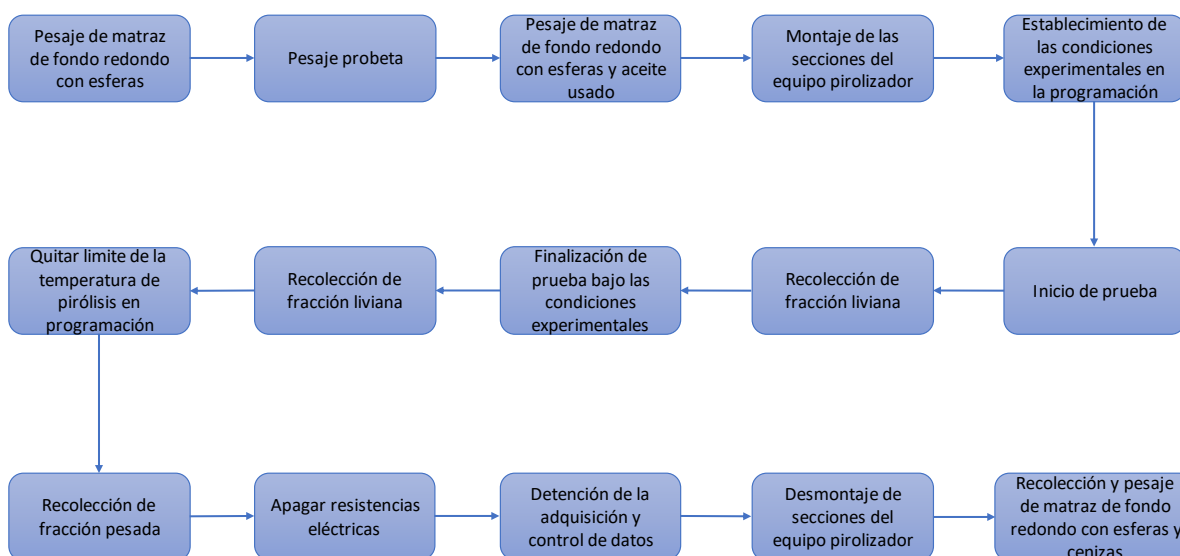 Pesaje de matraz
de fondo redondo
con esferas
Pesaje probeta
Pesaje de matraz
de fondo redondo
con esferas y aceite
usado
Montaje de las
secciones del
equipo pirolizador
Establecimiento de
las condiciones
experimentales en
la programación
Inicio de prueba
Recolección de
fracción liviana
Finalización de
prueba bajo las
condiciones
experimentales
Recolección de
fracción liviana
Quitar limite de la
temperatura de
pirólisis en
programación
Recolección de
fracción pesada
Apagar resistencias
eléctricas
Detención de la
adquisición y
control de datos
Desmontaje de
secciones del
equipo pirolizador
Recolección y pesaje
de matraz de fondo
redondo con esferas y
cenizas